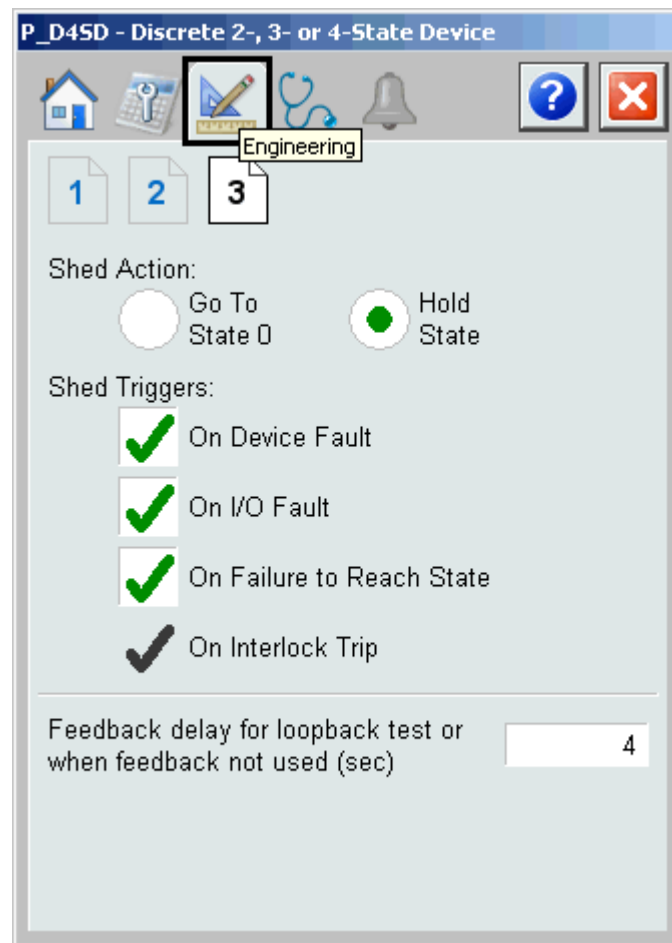 P_D4SD - Discrete 2-, 3- or 4-State Device
?
Engineering
1 2 3
Shed Action:
Go To
State 0
Hold
State
Shed Triggers:
On Device Fault
On I/O Fault
On Failure to Reach State
On Interlock Trip
Feedback delay for loopback test or
when feedback not used (sec)
4